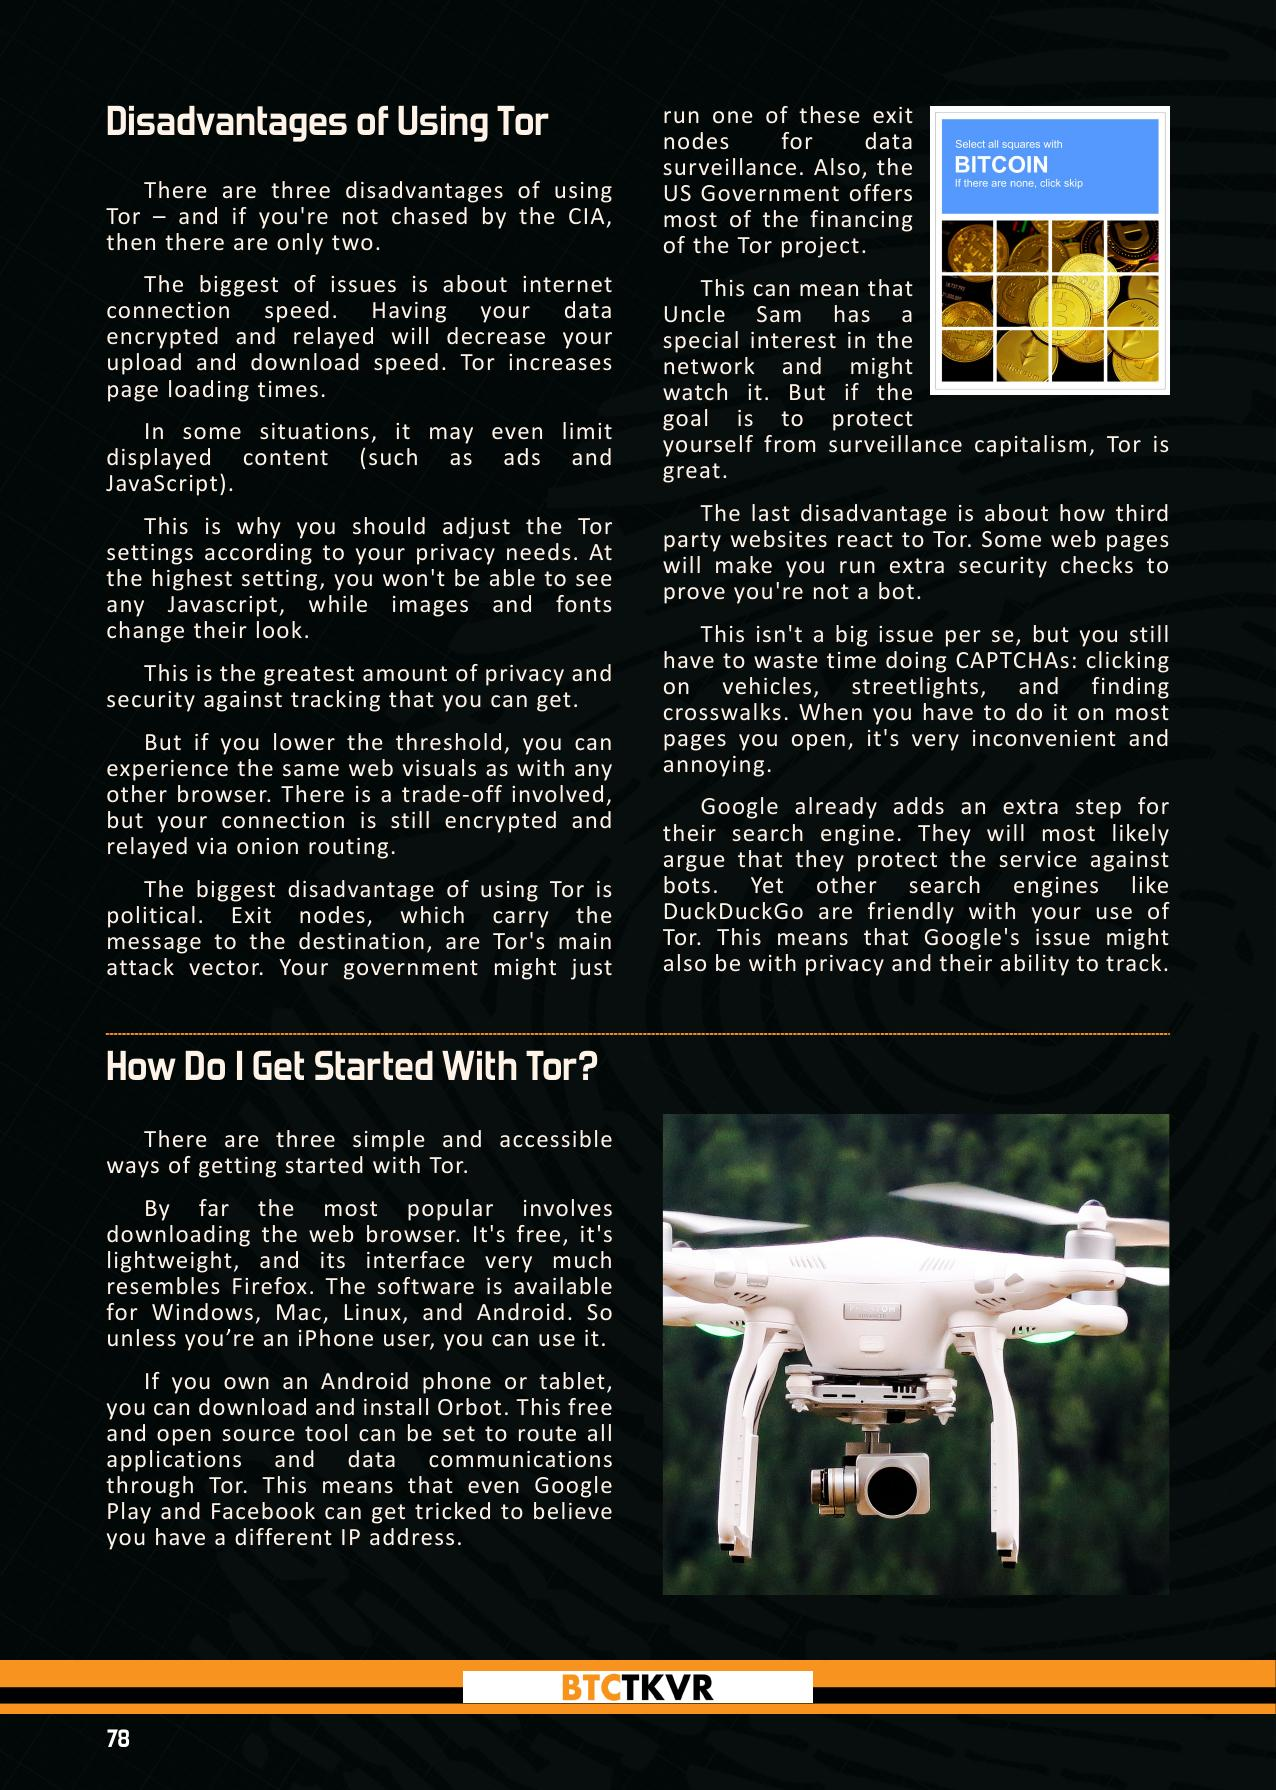 Disadvantages of Using Tor
There are three disadvantages of using
Tor – and if you're not chased by the CIA,
then there are only two.
The biggest of issues is about internet
connection speed. Having your data
encrypted and relayed will decrease your
upload and download speed. Tor increases
page loading times.
In some situations, it may even limit
displayed content (such as ads and
JavaScript).
This is why you should adjust the Tor
settings according to your privacy needs. At
the highest setting, you won't be able to see
any Javascript, while images and fonts
change their look.
This is the greatest amount of privacy and
security against tracking that you can get.
But if you lower the threshold, you can
experience the same web visuals as with any
other browser. There is a trade-off involved,
but your connection is still encrypted and
relayed via onion routing.
The biggest disadvantage of using Tor is
political. Exit nodes, which carry the
message to the destination, are Tor's main
attack vector. Your government might just
run one of these exit
nodes for data
surveillance. Also, the
US Government offers
most of the financing
of the Tor project.
This can mean that
Uncle Sam has a
special interest in the
network and might
watch it. But if the
goal is to protect
yourself from surveillance capitalism, Tor is
great.
Select all squares with
BITCOIN
If there are none, click skip
The last disadvantage is about how third
party websites react to Tor. Some web pages
will make you run extra security checks to
prove you're not a bot.
This isn't a big issue per se, but you still
have to waste time doing CAPTCHAs: clicking
on vehicles, streetlights, and finding
crosswalks. When you have to do it on most
pages you open, it's very inconvenient and
annoying.
Google already adds an extra step for
their search engine. They will most likely
argue that they protect the service against
bots. Yet other search engines like
DuckDuckGo are friendly with your use of
Tor. This means that Google's issue might
also be with privacy and their ability to track.
How Do I Get Started With Tor?
There are three simple and accessible
ways of getting started with Tor.
By far the most popular involves
downloading the web browser. It's free, it's
lightweight, and its interface very much
resembles Firefox. The software is available
for Windows, Mac, Linux, and Android. So
unless you’re an iPhone user, you can use it.
If you own an Android phone or tablet,
you can download and install Orbot. This free
and open source tool can be set to route all
applications and data communications
through Tor. This means that even Google
Play and Facebook can get tricked to believe
you have a different IP address.
PHANTOM
BTCTKVR
78